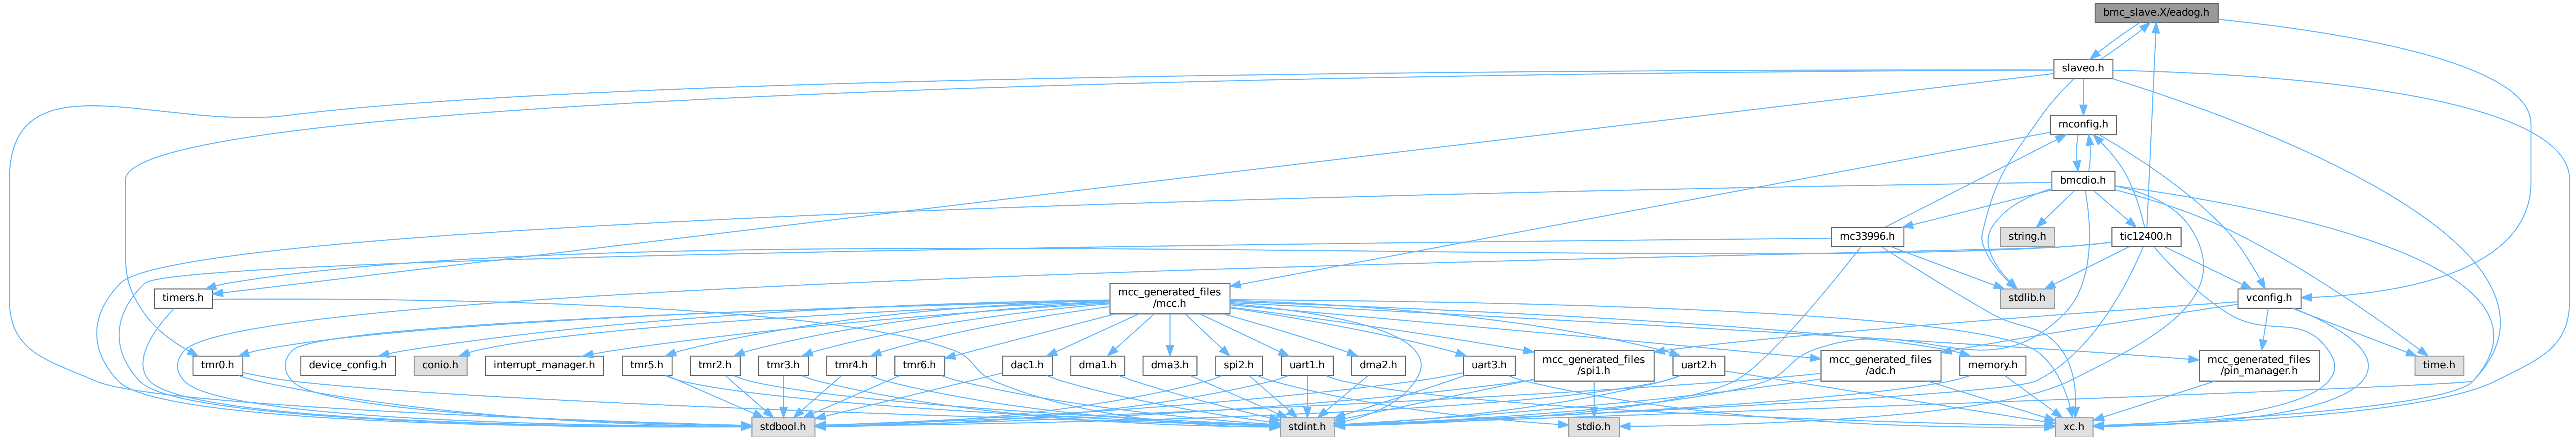 bmc_slave.X/eadog.h
slaveo.h
mconfig.h
bmcdio.h
mc33996.h
string.h
tic12400.h
timers.h
mcc_generated_files
/mcc.h
stdlib.h
vconfig.h
tmr0.h
device_config.h
conio.h
interrupt_manager.h
tmr5.h
tmr2.h
tmr3.h
tmr4.h
tmr6.h
dac1.h
dma1.h
dma3.h
spi2.h
uart1.h
dma2.h
uart3.h
mcc_generated_files
/spi1.h
uart2.h
mcc_generated_files
/adc.h
memory.h
mcc_generated_files
/pin_manager.h
time.h
stdbool.h
stdint.h
stdio.h
xc.h